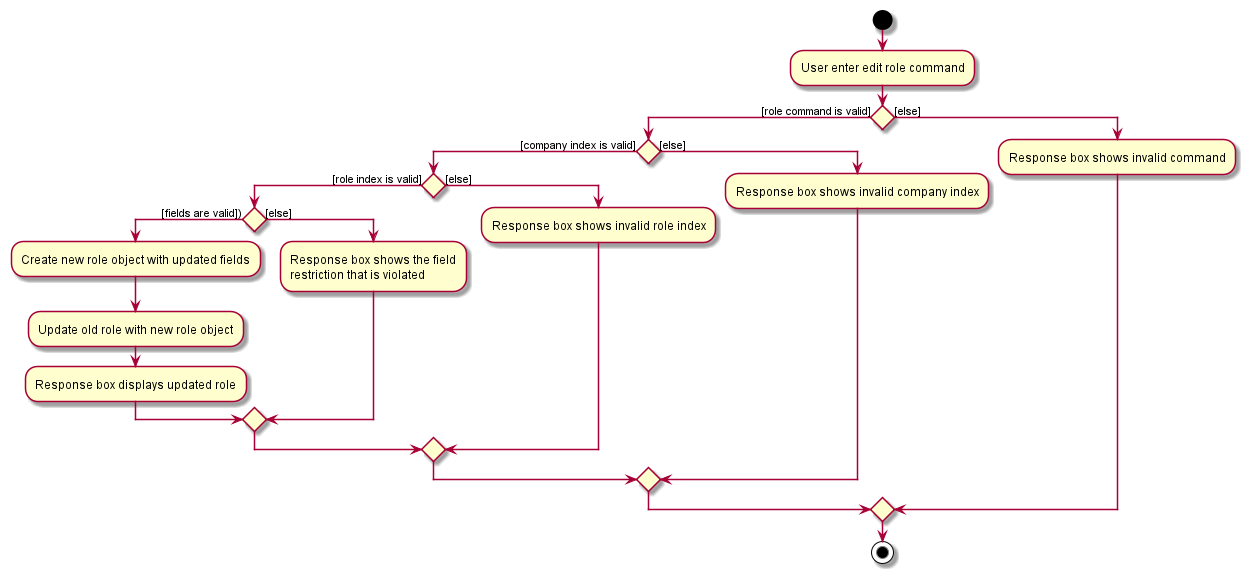 User enter edit role command
[role command is valid]
[else]
[company index is valid]
[else]
Response box shows invalid command
[role index is valid]
[else]
Response box shows invalid company index
[fields are valid])
[else]
Response box shows invalid role index
Create new role object with updated fields
Response box shows the field
restriction that is violated
Update old role with new role object
Response box displays updated role